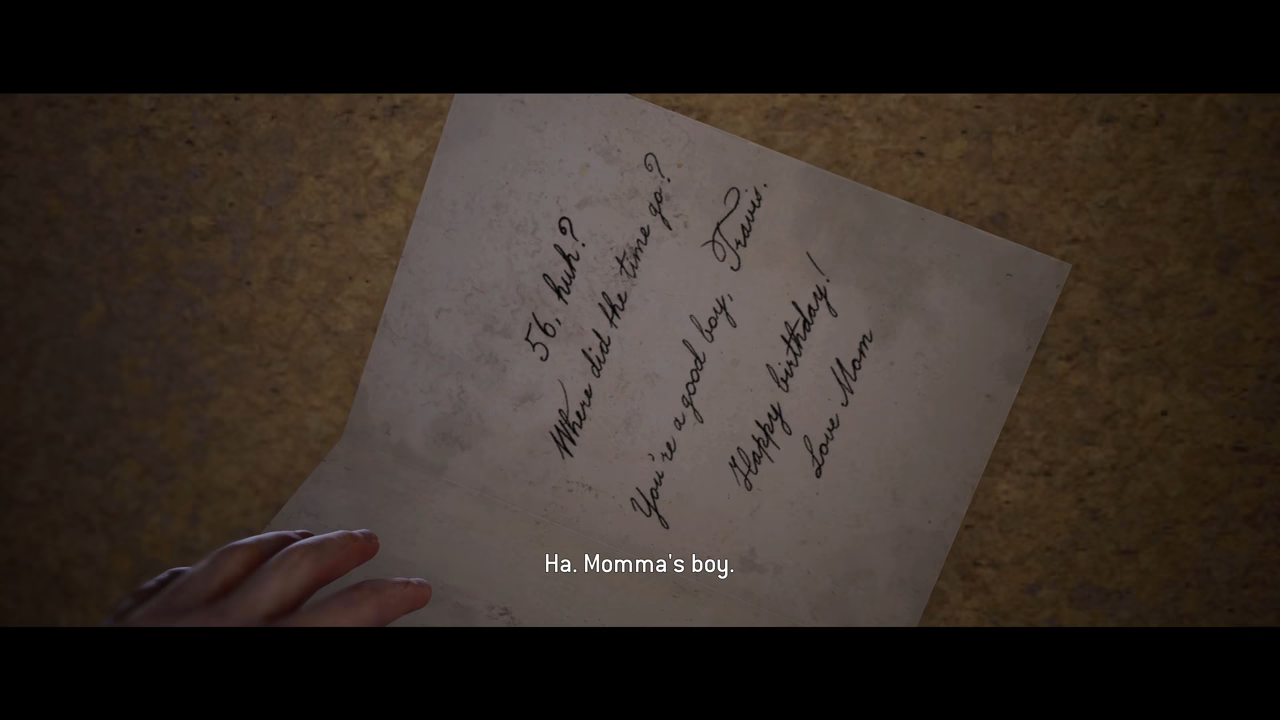 56, huh?
Where did the time go?
You're a good boy, Travis.
Happy birthday!
Love Mom
Ha. Momma's boy.